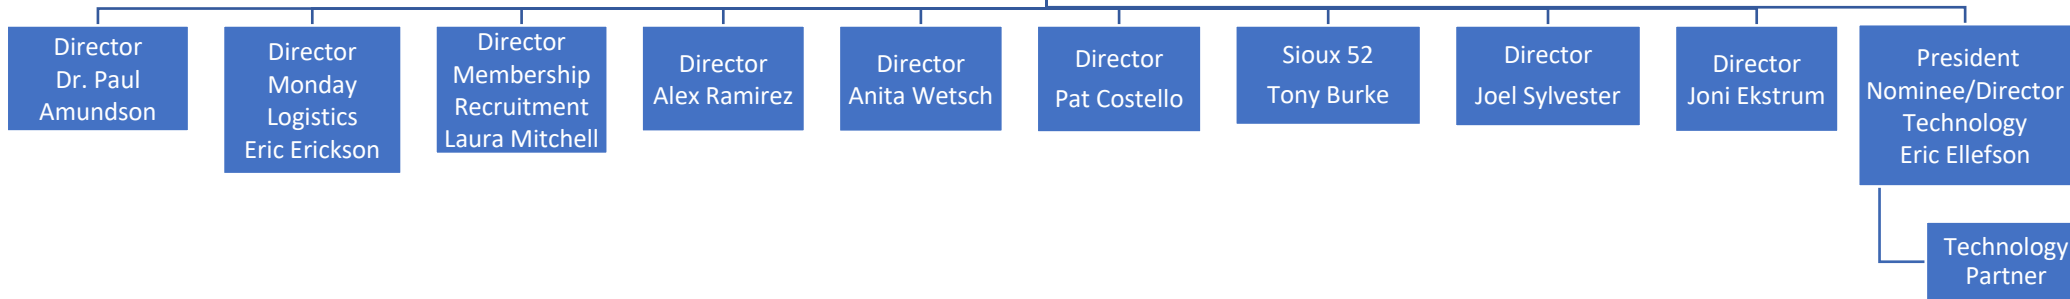 Director
Dr. Paul
Amundson
Director
Monday
Logistics
Eric Erickson
Director
Membership
Recruitment
Laura Mitchell
Director
Alex Ramirez
Director
Anita Wetsch
Director
Pat Costello
Sioux 52
Tony Burke
Director
Joel Sylvester
Director
Joni Ekstrum
President
Nominee/Director
Technology
Eric Ellefson
Technology
Partner